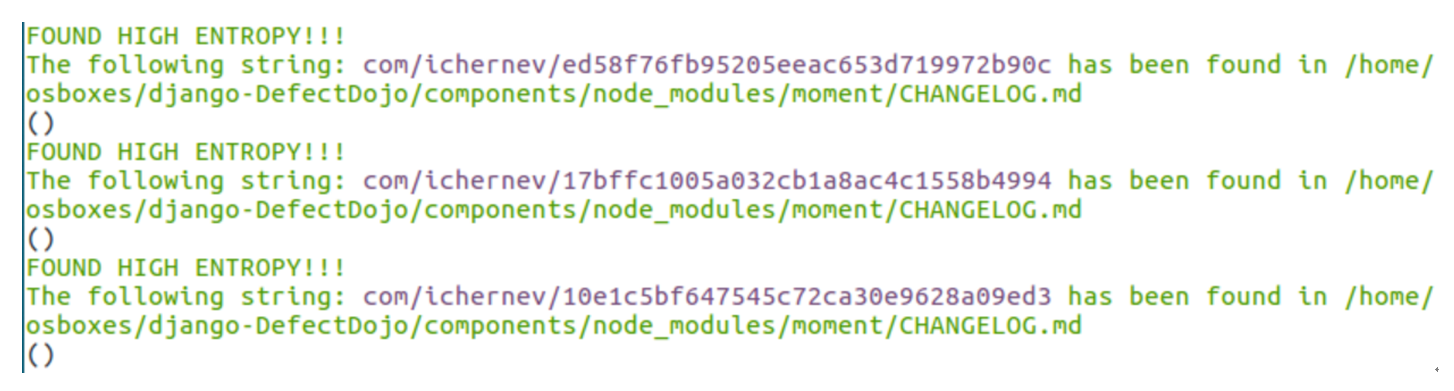 FOUND HIGH ENTROPY!!!
The following string: com/ichernev/ed58f76fb95205eeac653d719972b90c has been found in /home/
osboxes/django-DefectDojo/components/node_modules/moment/CHANGELOG.md
()
FOUND HIGH ENTROPY!!!
The following string: com/ichernev/17bffc1005a032cb1a8ac4c1558b4994 has been found in /home/
osboxes/django-DefectDojo/components/node_modules/moment/CHANGELOG.md
()
FOUND HIGH ENTROPY!!!
The following string: com/ichernev/10e1c5bf647545c72ca30e9628a09ed3 has been found in /home/
osboxes/django-DefectDojo/components/node_modules/moment/CHANGELOG.md
()